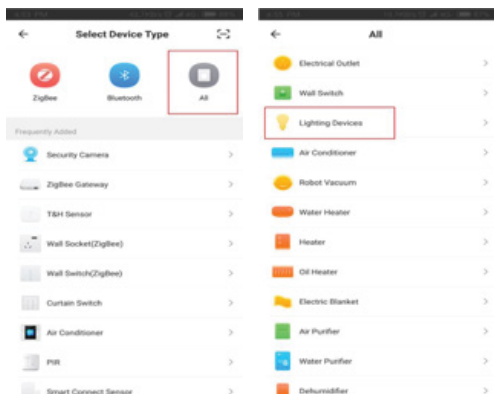 Select Device Type
ZigBee
Bluetooth
All
Frequently Added
Security Camera
ZigBee Gateway
T&H Sensor
Wall Socket(ZigBee)
Wall Switch(ZigBee)
Curtain Switch
Air Conditioner
PIR
Smart Connect Sensor
All
Electrical Outlet
Wall Switch
Lighting Devices
Air Conditioner
Robot Vacuum
Water Heater
Heater
Oil Heater
Electric Blanket
Air Purifier
Water Purifier
Dehumidifier